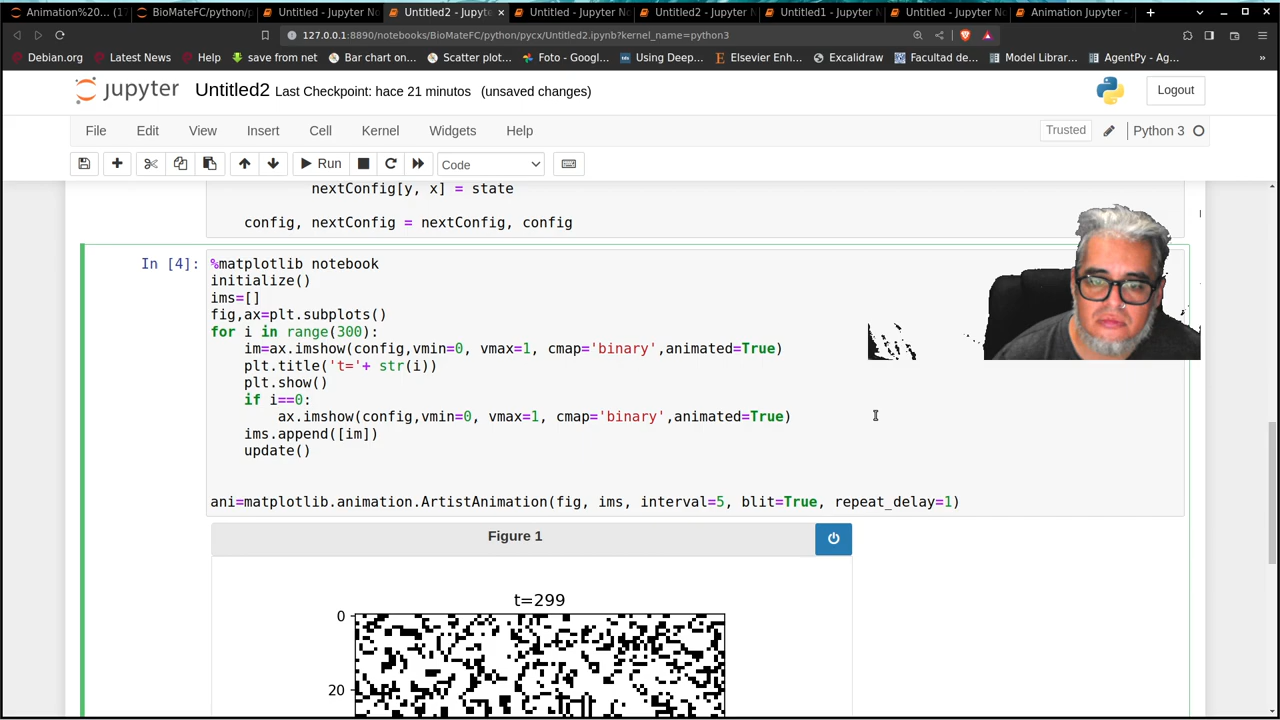 Animation%20... (1
BioMateFC/python/p
Untitled - Jupyter No
Untitled2 - Jupyte
Untitled - Jupyter No
Untitled2 - Jupyter N
Untitled1 - Jupyter N
Untitled - Jupyter No
Animation Jupyter
127.0.0.1:8890/notebooks/BioMateFC/python/pycx/Untitled2.ipynb?kernel_name=python3
Debian.org
Latest News
Help
save from net
Bar chart on...
Scatter plot...
Foto - Googl...
Using Deep...
Elsevier Enh...
Excalidraw
Facultad de...
Model Librar...
AgentPy - Ag...
»
jupyter Untitled2 Last Checkpoint: hace 21 minutos (unsaved changes)
Logout
File Edit View Insert Cell Kernel Widgets Help
Trusted
Python 3
Run
Code
nextConfig[y, x] = state
config, nextConfig = nextConfig, config
In [4]:
%matplotlib notebook
initialize()
ims=[]
fig,ax=plt.subplots()
for i in range(300):
im=ax.imshow(config,vmin=0, vmax=1, cmap='binary',animated=True)
plt.title('t='+ str(i))
plt.show()
if i==0:
ax.imshow(config,vmin=0, vmax=1, cmap='binary',animated=True)
ims.append([im])
update()
ani=matplotlib.animation.ArtistAnimation(fig, ims, interval=5, blit=True, repeat_delay=1)
Figure 1
t=299
0
20